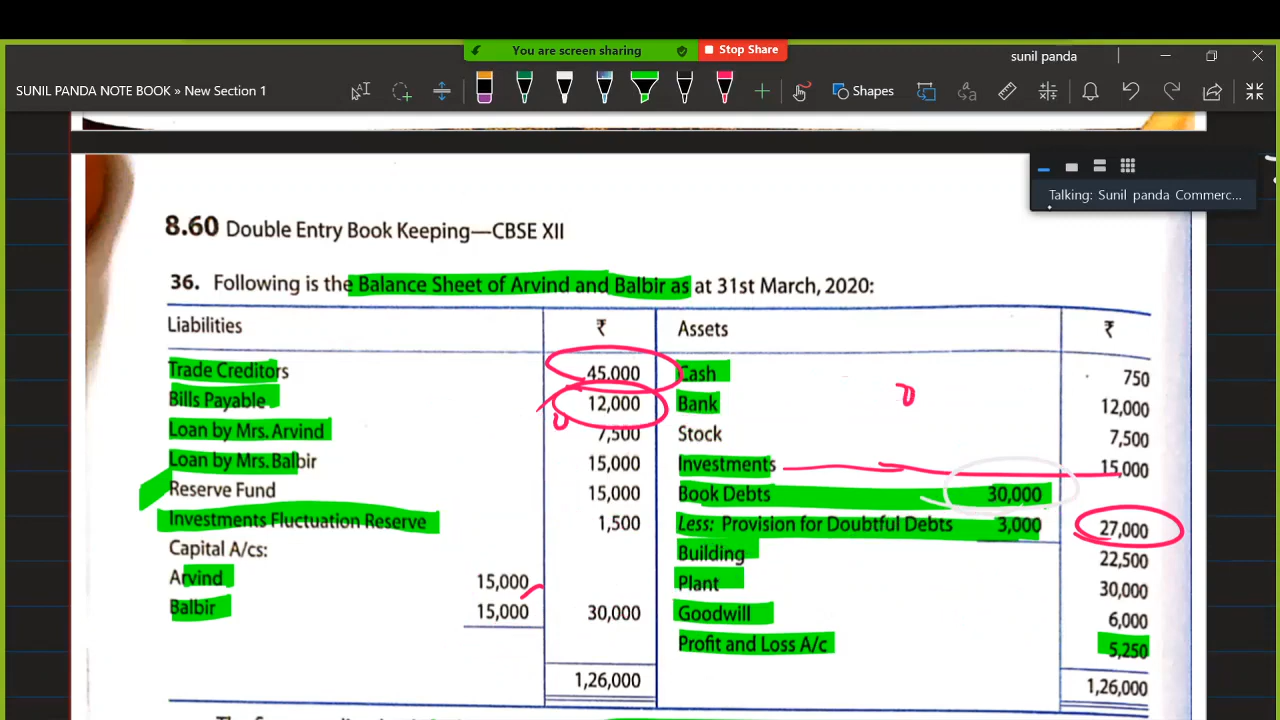 You are screen sharing
Stop Share
sunil panda
SUNIL PANDA NOTE BOOK » New Section 1
Shapes
Talking: Sunil panda Commerc...
8.60 Double Entry Book Keeping—CBSE XII
36. Following is the Balance Sheet of Arvind and Balbir as at 31st March, 2020:
Liabilities ₹ Assets ₹
Trade Creditors 45,000 Cash 750
Bills Payable 12,000 Bank 12,000
Loan by Mrs. Arvind 7,500 Stock 7,500
Loan by Mrs. Balbir 15,000 Investments 15,000
Reserve Fund 15,000 Book Debts 30,000
Investments Fluctuation Reserve 1,500 Less: Provision for Doubtful Debts 3,000 27,000
Capital A/cs: Building 22,500
Arvind 15,000 Plant 30,000
Balbir 15,000 30,000 Goodwill 6,000
Profit and Loss A/c 5,250
1,26,000 1,26,000